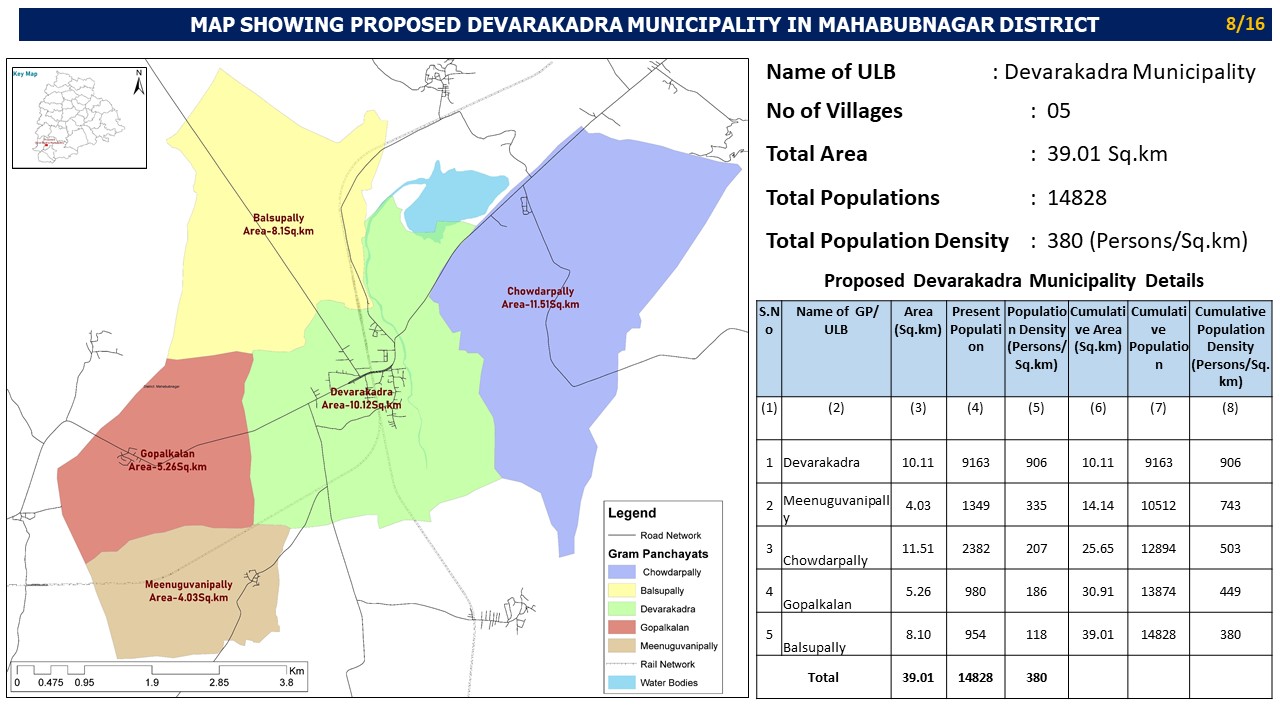 MAP SHOWING PROPOSED DEVARAKADRA MUNICIPALITY IN MAHABUBNAGAR DISTRICT
8/16
Key Map
N
Balsupally
Area-8.1Sq.km
Chowdarpally
Area-11.51Sq.km
Devarakadra
Area-10.12Sq.km
Gopalkalan
Area-5.26Sq.km
Meenuguvanipally
Area-4.03Sq.km
Legend
Road Network
Gram Panchayats
Chowdarpally
Balsupally
Devarakadra
Gopalkalan
Meenuguvanipally
Rail Network
Water Bodies
Km
0 0.475 0.95 1.9 2.85 3.8
Name of ULB : Devarakadra Municipality
No of Villages : 05
Total Area : 39.01 Sq.km
Total Populations : 14828
Total Population Density : 380 (Persons/Sq.km)
Proposed Devarakadra Municipality Details
S.N
o
Name of GP/
ULB
Area
(Sq.km)
Present
Populati
on
Populatio
n Density
(Persons/
Sq.km)
Cumulati
ve Area
(Sq.km)
Cumulati
ve
Populatio
n
Cumulative
Population
Density
(Persons/Sq.
km)
(1) (2) (3) (4) (5) (6) (7) (8)
1 Devarakadra 10.11 9163 906 10.11 9163 906
2 Meenuguvanipall
y 4.03 1349 335 14.14 10512 743
3 Chowdarpally 11.51 2382 207 25.65 12894 503
4 Gopalkalan 5.26 980 186 30.91 13874 449
5 Balsupally 8.10 954 118 39.01 14828 380
Total 39.01 14828 380